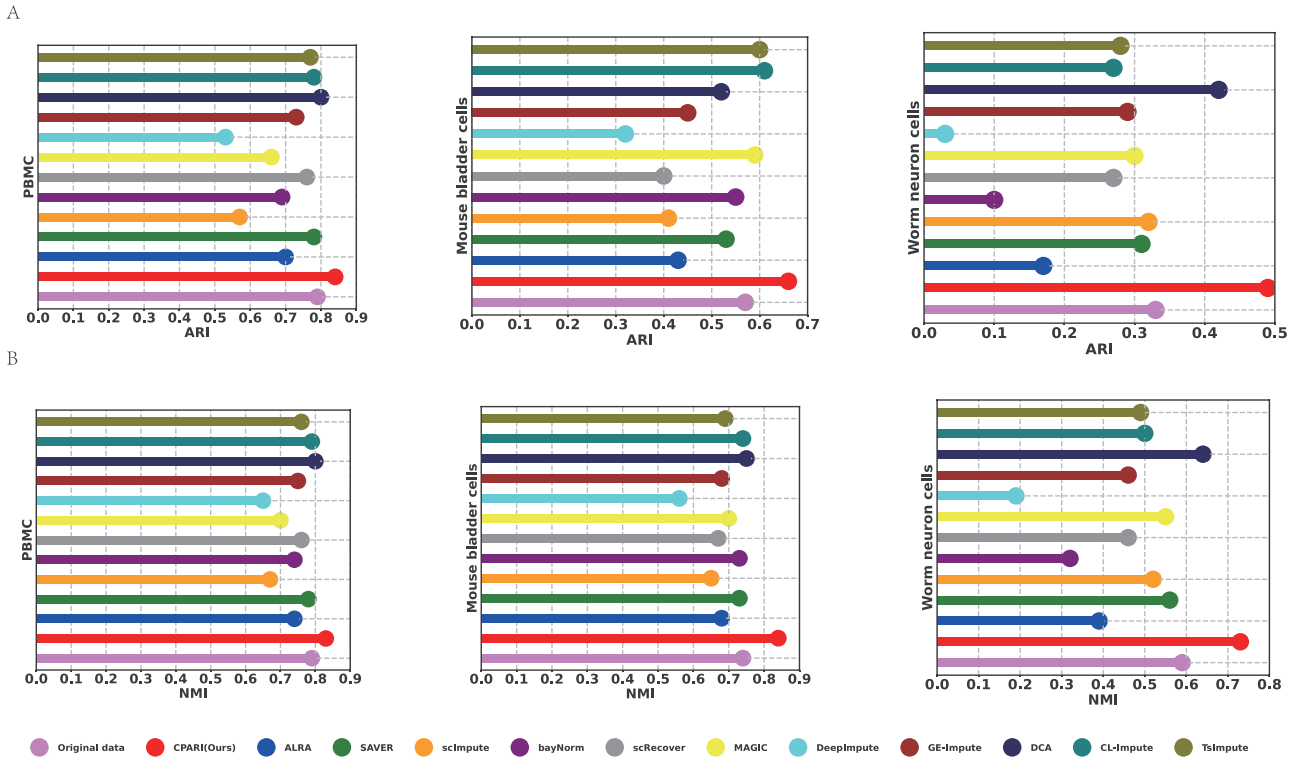 A
PBMC
0.0 0.1 0.2 0.3 0.4 0.5 0.6 0.7 0.8 0.9
ARI
Mouse bladder cells
0.0 0.1 0.2 0.3 0.4 0.5 0.6 0.7
ARI
Worm neuron cells
0.0 0.1 0.2 0.3 0.4 0.5
ARI
B
PBMC
0.0 0.1 0.2 0.3 0.4 0.5 0.6 0.7 0.8 0.9
NMI
Mouse bladder cells
0.0 0.1 0.2 0.3 0.4 0.5 0.6 0.7 0.8 0.9
NMI
Worm neuron cells
0.0 0.1 0.2 0.3 0.4 0.5 0.6 0.7 0.8
NMI
Original data CPARI(Ours) ALRA SAVER scImpute bayNorm scRecover MAGIC DeepImpute GE-Impute DCA CL-Impute TsImpute